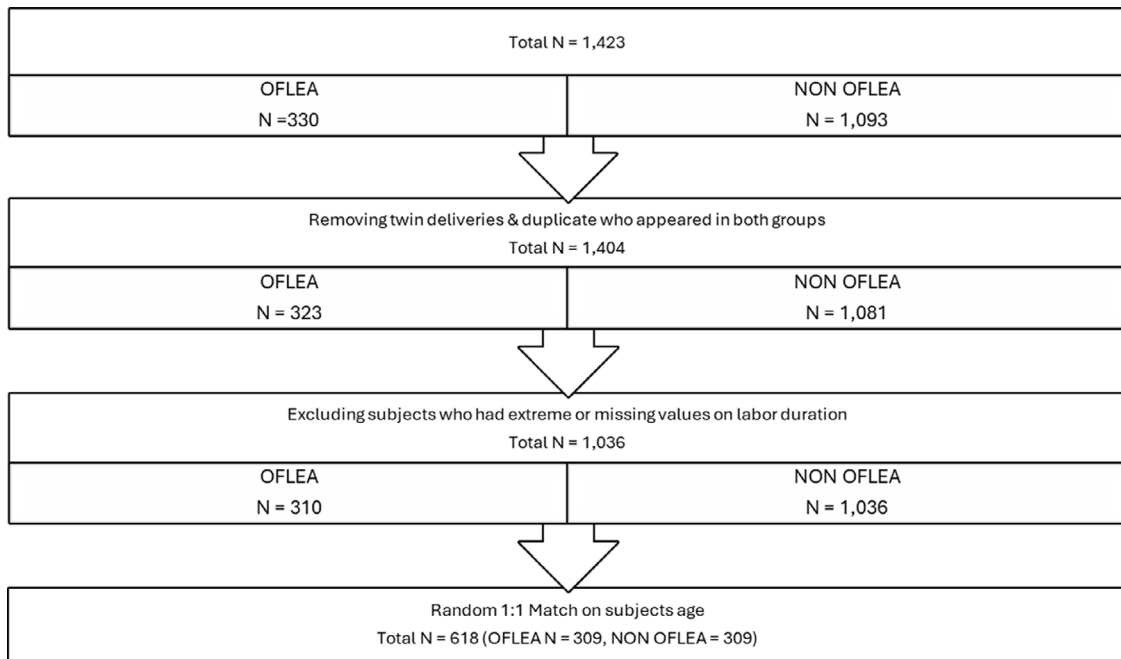 Total N = 1,423
OFLEA
N =330
NON OFLEA
N = 1,093
Removing twin deliveries & duplicate who appeared in both groups
Total N = 1,404
OFLEA
N = 323
NON OFLEA
N = 1,081
Excluding subjects who had extreme or missing values on labor duration
Total N = 1,036
OFLEA
N = 310
NON OFLEA
N = 1,036
Random 1:1 Match on subjects age
Total N = 618 (OFLEA N = 309, NON OFLEA = 309)